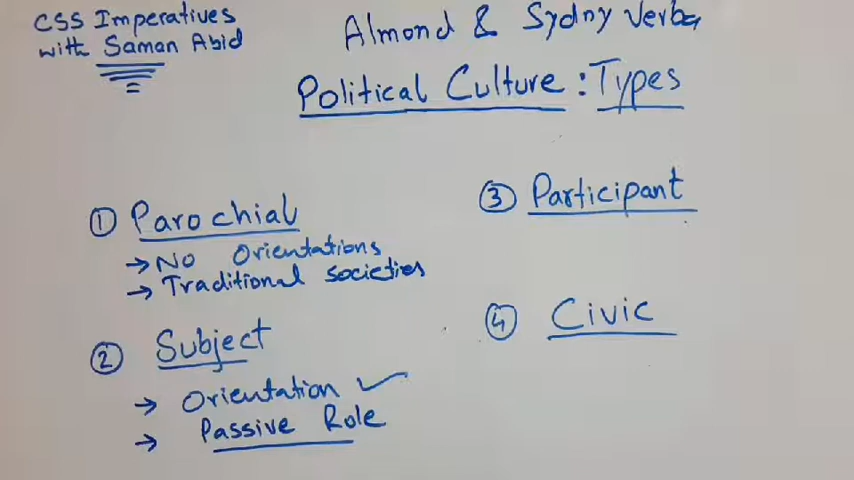 CSS Imperatives
with Saman Abid
Almond & Sydny Verba
Political Culture : Types
① Parochial
→ No Orientations
→ Traditional societies
② Subject
→ Orientation ✓
→ Passive Role
③ Participant
④ Civic